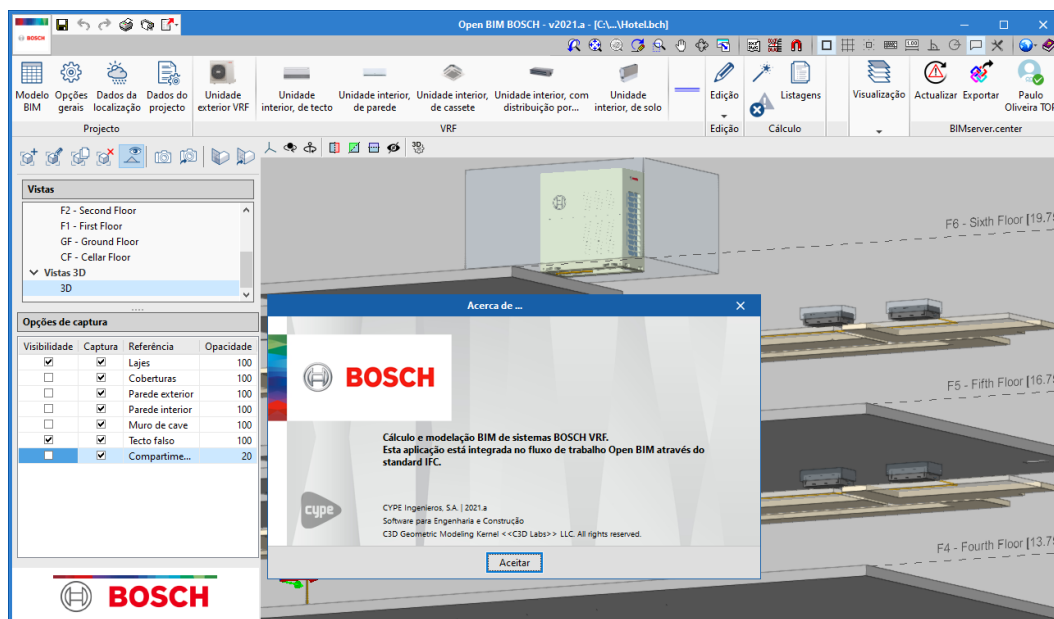 Open BIM BOSCH - v2021.a - [C:\...\Hotel.bch]
BOSCH
Modelo BIM
Opções gerais
Dados da localização
Dados do projecto
Unidade exterior VRF
Unidade interior, de tecto
Unidade interior, de parede
Unidade interior, de cassete
Unidade interior, com distribuição por...
Unidade interior, de solo
Edição
Listagens
Visualização
Actualizar
Exportar
Paulo Oliveira TOP
Projecto
VRF
Edição
Cálculo
BIMserver.center
Vistas
F2 - Second Floor
F1 - First Floor
GF - Ground Floor
CF - Cellar Floor
Vistas 3D
3D
Opções de captura
Visibilidade Captura Referência Opacidade
Lajes 100
Coberturas 100
Parede exterior 100
Parede interior 100
Muro de cave 100
Tecto falso 100
Compartime... 20
BOSCH
F6 - Sixth Floor [19.75
F5 - Fifth Floor [16.75
F4 - Fourth Floor [13.75
Acerca de ...
BOSCH
Cálculo e modelação BIM de sistemas BOSCH VRF.
Esta aplicação está integrada no fluxo de trabalho Open BIM através do
standard IFC.
cype
CYPE Ingenieros, S.A. | 2021.a
Software para Engenharia e Construção
C3D Geometric Modeling Kernel <<C3D Labs>> LLC. All rights reserved.
Aceitar